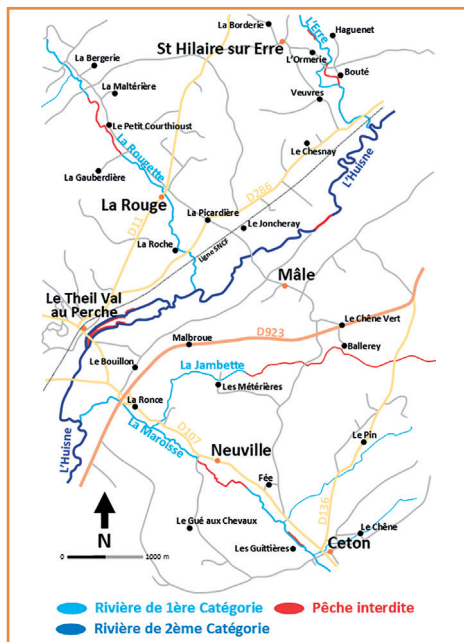 La Borderie
L'Erre
Haguenet
St Hilaire sur Erre
L'Ormerie
La Bergerie
Bouté
La Maltérière
Veuvres
Le Petit Courthioust
La Rougette
Le Chesnay
La Gauberdière
D286
L'Huisne
La Rouge
La Picardière
D11
Le Joncheray
La Roche
Ligne SNCF
Mâle
Le Theil Val
au Perche
Le Chêne Vert
D923
Malbroue
Ballerey
Le Bouillon
La Jambette
Les Métérières
La Ronce
La Maroisse
D107
Le Pin
Neuville
L'Huisne
Fée
D136
Le Gué aux Chevaux
Le Chêne
N
Les Guittières
Ceton
0 1000 m
Rivière de 1ère Catégorie
Pêche interdite
Rivière de 2ème Catégorie